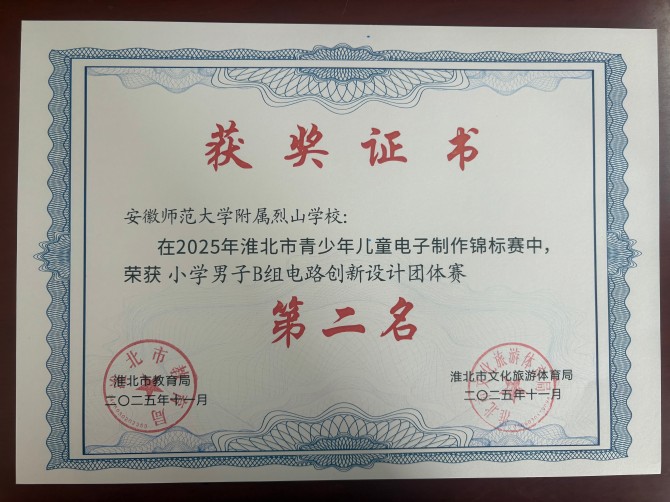 获奖证书
安徽师范大学附属烈山学校:
在2025年淮北市青少年儿童电子制作锦标赛中,
荣获 小学男子B组电路创新设计团体赛
第二名
淮北市教育局
二〇二五年十一月
淮北市文化旅游体育局
二〇二五年十一月